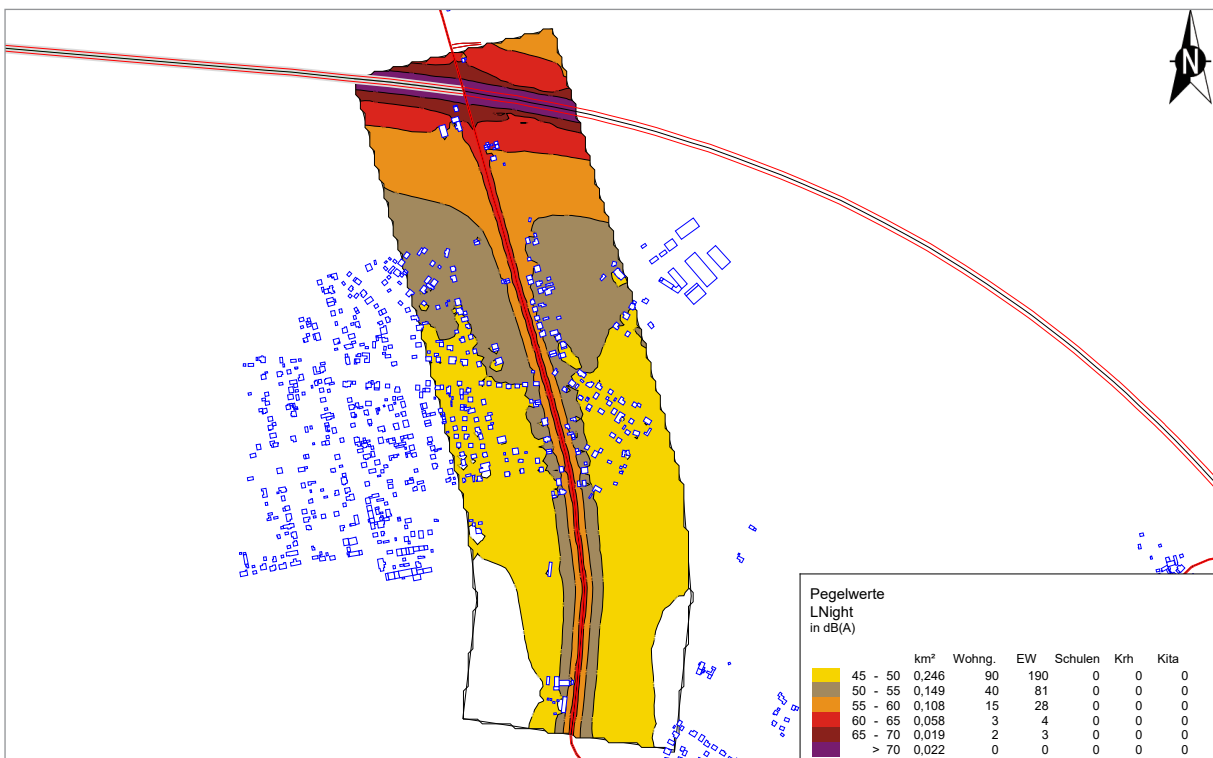 N
Pegelwerte
LNight
in dB(A)
km² Wohng. EW Schulen Krh Kita
45 - 50 0,246 90 190 0 0 0
50 - 55 0,149 40 81 0 0 0
55 - 60 0,108 15 28 0 0 0
60 - 65 0,058 3 4 0 0 0
65 - 70 0,019 2 3 0 0 0
> 70 0,022 0 0 0 0 0